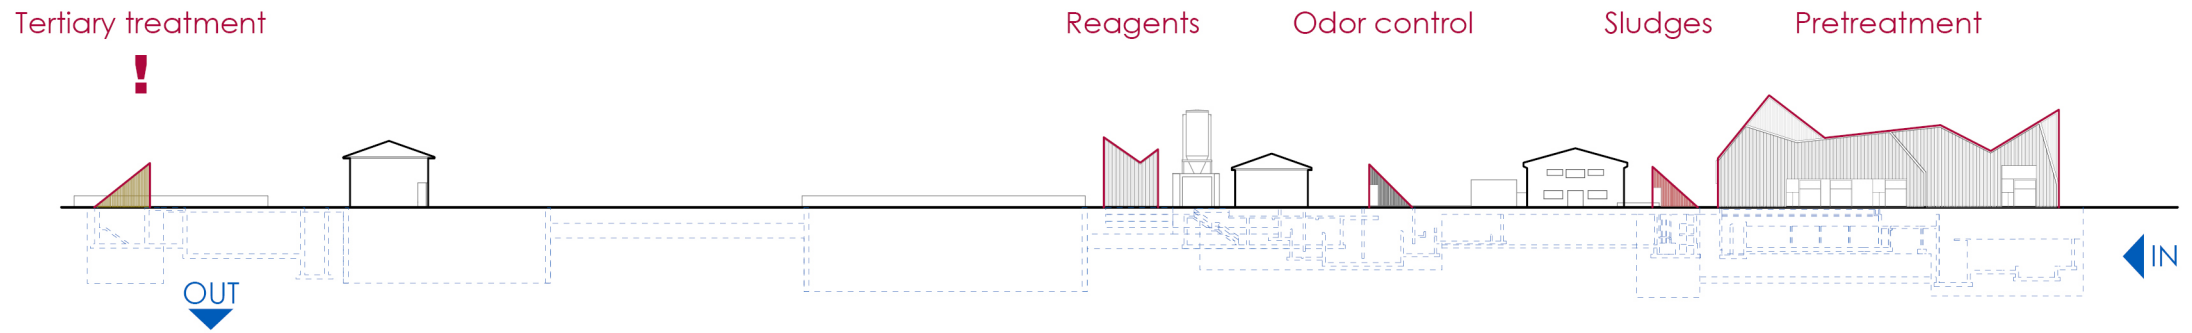 Tertiary treatment
!
Reagents
Odor control
Sludges
Pretreatment
IN
OUT